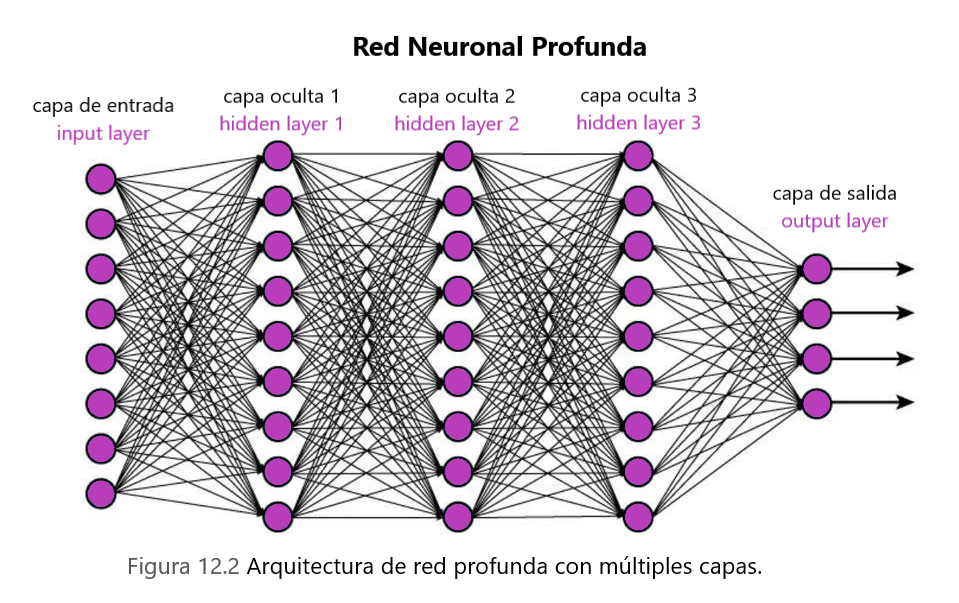 Red Neuronal Profunda
capa de entrada
input layer
capa oculta 1
hidden layer 1
capa oculta 2
hidden layer 2
capa oculta 3
hidden layer 3
capa de salida
output layer
Figura 12.2 Arquitectura de red profunda con múltiples capas.